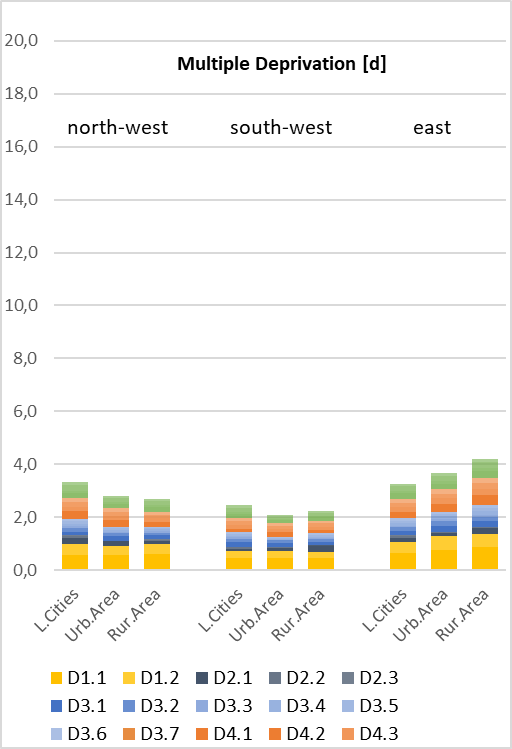 20,0
Multiple Deprivation [d]
18,0
north-west south-west east
16,0
14,0
12,0
10,0
8,0
6,0
4,0
2,0
0,0
L.Cities Urb.Area Rur.Area L.Cities Urb.Area Rur.Area L.Cities Urb.Area Rur.Area
D1.1 D1.2 D2.1 D2.2 D2.3
D3.1 D3.2 D3.3 D3.4 D3.5
D3.6 D3.7 D4.1 D4.2 D4.3